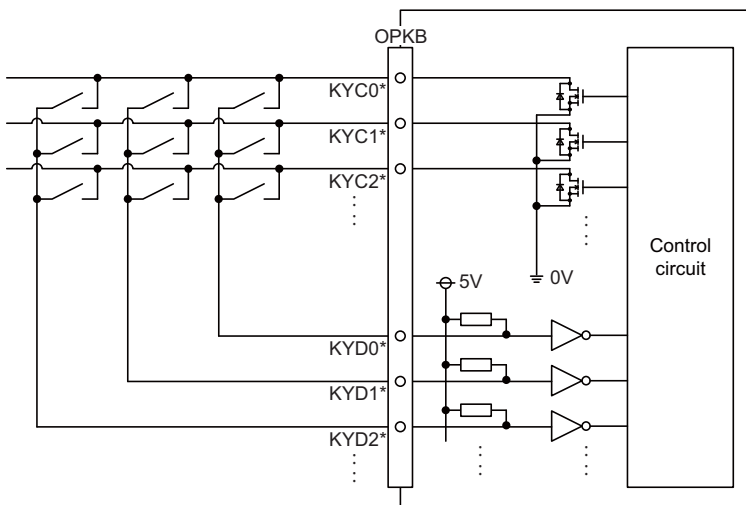 OPKB
KYC0*
KYC1*
KYC2*
Control
circuit
5V
0V
KYD0*
KYD1*
KYD2*